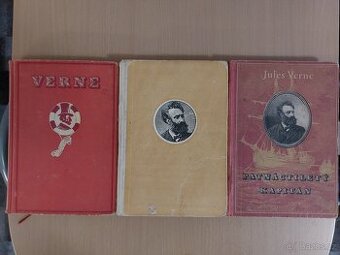 VERNE
Jules Verne
PATNÁCTILETÝ
KAPITÁN